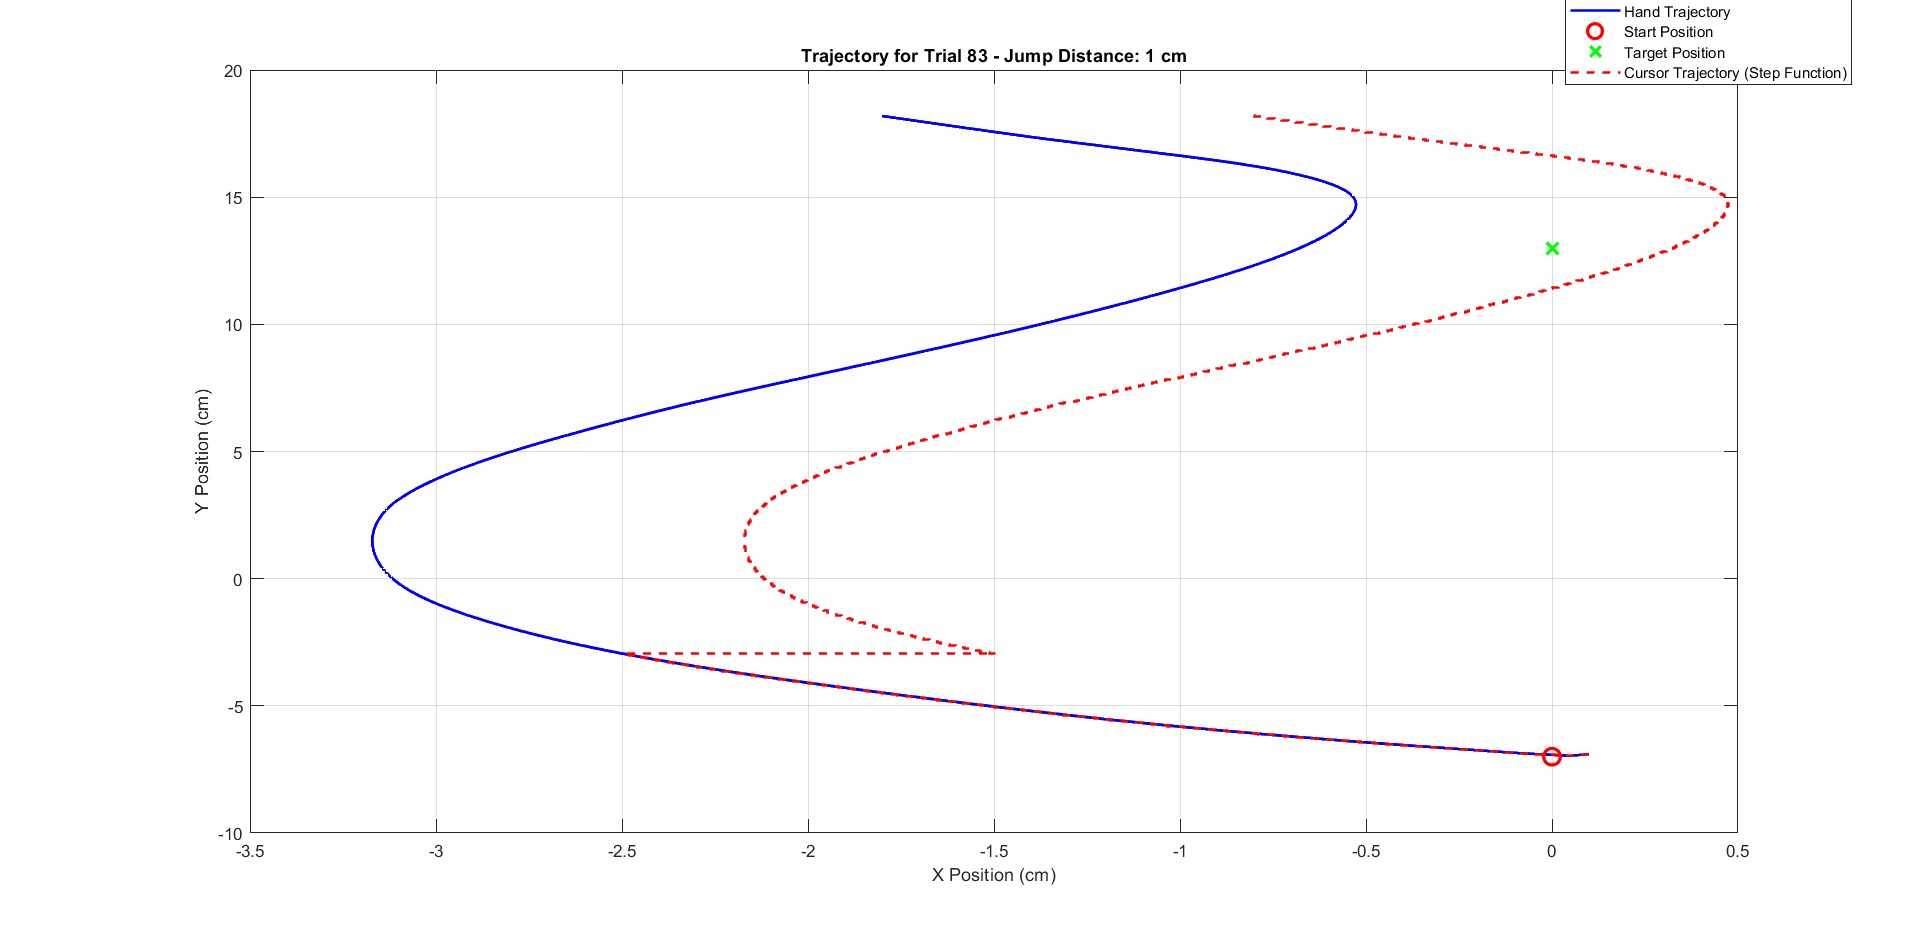 Hand Trajectory
Start Position
Target Position
Cursor Trajectory (Step Function)
Trajectory for Trial 83 - Jump Distance: 1 cm
20
15
10
5
0
-5
-10
Y Position (cm)
-3.5 -3 -2.5 -2 -1.5 -1 -0.5 0 0.5
X Position (cm)